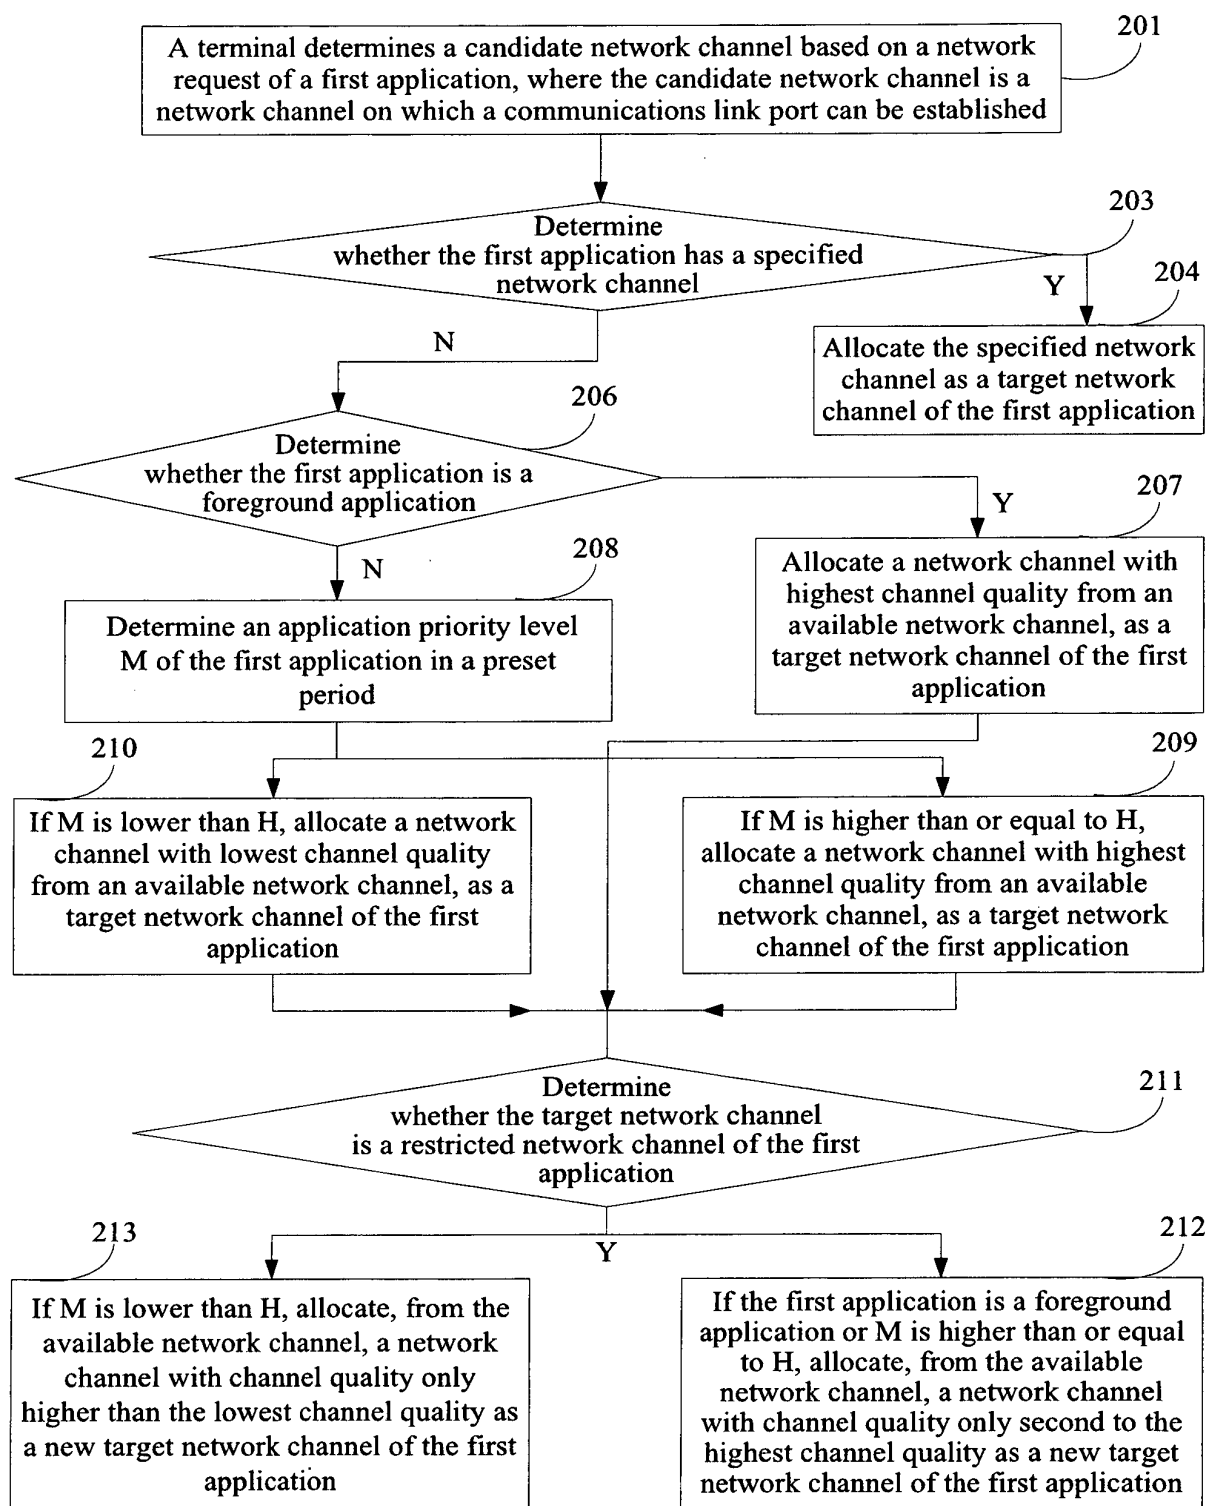 201
A terminal determines a candidate network channel based on a network
request of a first application, where the candidate network channel is a
network channel on which a communications link port can be established
203
Determine
whether the first application has a specified
network channel
Y
204
Allocate the specified network
channel as a target network
channel of the first application
N
206
Determine
whether the first application is a
foreground application
Y
207
Allocate a network channel with
highest channel quality from an
available network channel, as a
target network channel of the first
application
N
208
Determine an application priority level
M of the first application in a preset
period
210
If M is lower than H, allocate a network
channel with lowest channel quality
from an available network channel, as a
target network channel of the first
application
209
If M is higher than or equal to H,
allocate a network channel with highest
channel quality from an available
network channel, as a target network
channel of the first application
211
Determine
whether the target network channel
is a restricted network channel of the first
application
Y
213
If M is lower than H, allocate, from the
available network channel, a network
channel with channel quality only
higher than the lowest channel quality as
a new target network channel of the first
application
212
If the first application is a foreground
application or M is higher than or equal
to H, allocate, from the available
network channel, a network channel
with channel quality only second to the
highest channel quality as a new target
network channel of the first application